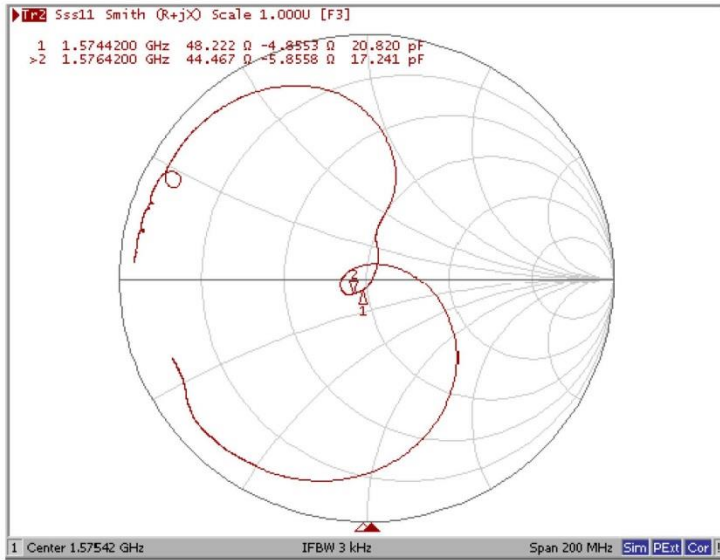 Tr2 Sss11 Smith (R+jX) Scale 1.000U [F3]
1 1.5744200 GHz 48.222 Ω -4.8553 Ω 20.820 pF
>2 1.5764200 GHz 44.467 Ω -5.8558 Ω 17.241 pF
2
1
1 Center 1.57542 GHz IFBW 3 kHz Span 200 MHz Sim PExt Cor